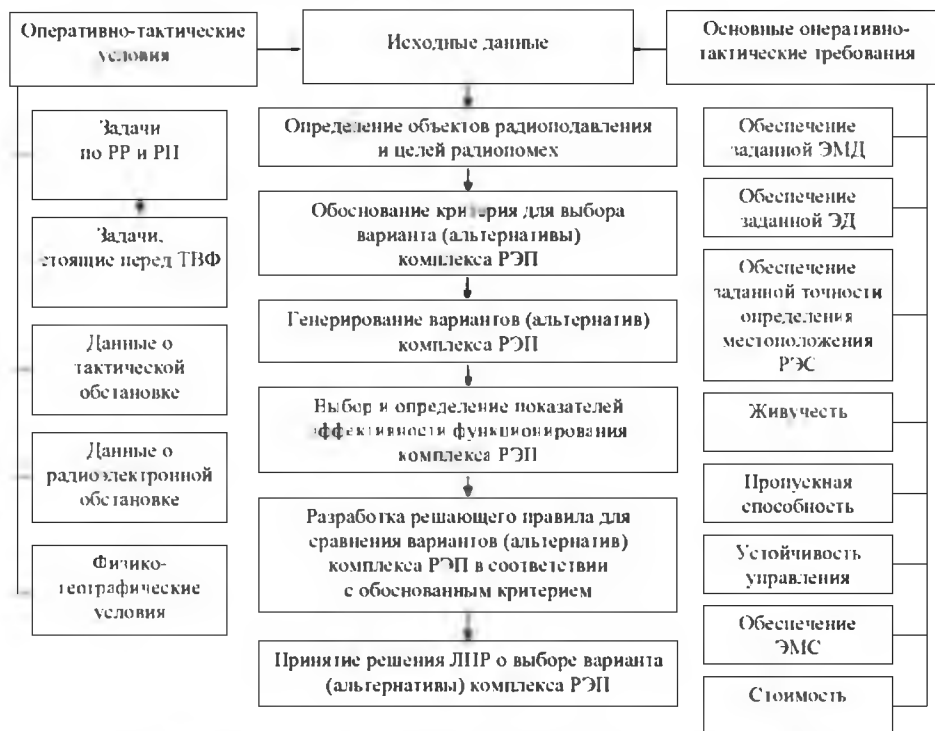 Оперативно-тактические
условия
Исходные данные
Основные оперативно-
тактические требования
Задачи
по РР и РП
Задачи,
стоящие перед ТВФ
Данные о
тактической
обстановке
Данные о
радиоэлектронной
обстановке
Физико-
географические
условия
Определение объектов радиоподавления
и целей радиопомех
Обоснование критерия для выбора
варианта (альтернативы)
комплекса РЭП
Генерирование вариантов (альтернатив)
комплекса РЭП
Выбор и определение показателей
эффективности функционирования
комплекса РЭП
Разработка решающего правила для
сравнения вариантов (альтернатив)
комплекса РЭП в соответствии
с обоснованным критерием
Принятие решения ЛПР о выборе варианта
(альтернативы) комплекса РЭП
Обеспечение
заданной ЭМД
Обеспечение
заданной ЭД
Обеспечение
заданной точности
определения
местоположения
РЭС
Живучесть
Пропускная
способность
Устойчивость
управления
Обеспечение
ЭМС
Стоимость